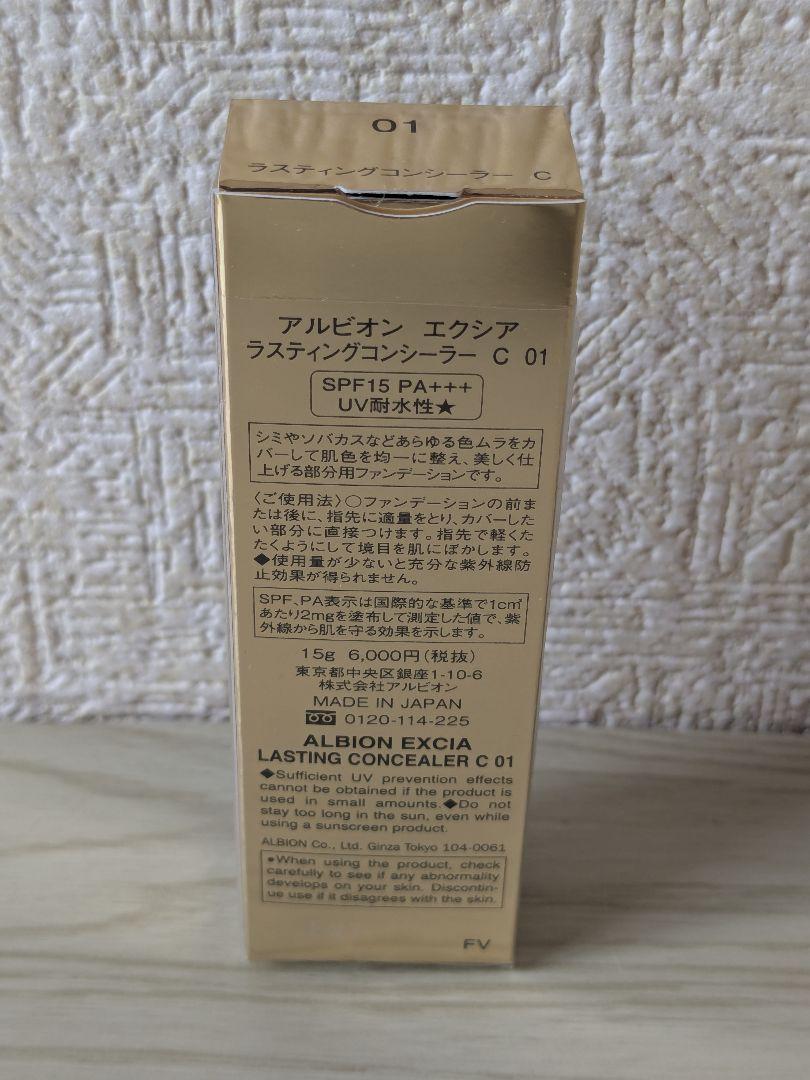 01
ラスティングコンシーラー C
アルビオン エクシア
ラスティングコンシーラー C 01
SPF15 PA+++
UV耐水性★
シミやソバカスなどあらゆる色ムラをカ
バーして肌色を均一に整え、美しく仕
上げる部分用ファンデーションです。
〈ご使用法〉○ファンデーションの前ま
たは後に、指先に適量をとり、カバーした
い部分に直接つけます。指先で軽くた
たくようにして境目を肌にぼかします。
◆使用量が少ないと充分な紫外線防
止効果が得られません。
SPF、PA表示は国際的な基準で1c㎡
あたり2mgを塗布して測定した値で、紫
外線から肌を守る効果を示します。
15g 6,000円(税抜)
東京都中央区銀座1-10-6
株式会社アルビオン
MADE IN JAPAN
0120-114-225
ALBION EXCIA
LASTING CONCEALER C 01
◆Sufficient UV prevention effects
cannot be obtained if the product is
used in small amounts.◆Do not
stay too long in the sun, even while
using a sunscreen product.
ALBION Co., Ltd. Ginza Tokyo 104-0061
●When using the product, check
carefully to see if any abnormality
develops on your skin. Discontin-
ue use if it disagrees with the skin.
FV